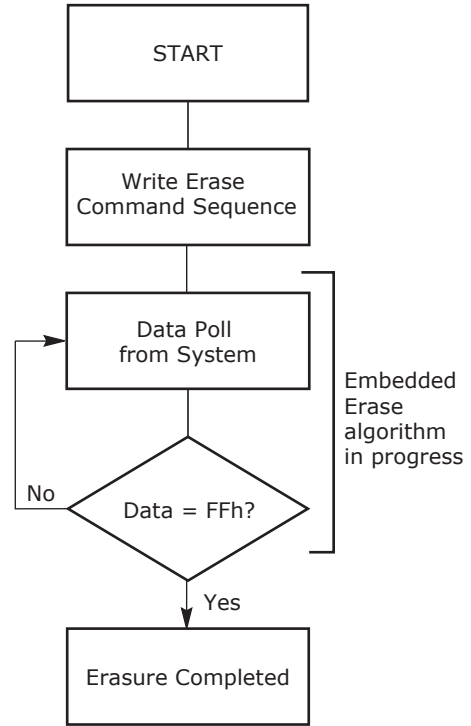 START
Write Erase
Command Sequence
Data Poll
from System
Embedded
Erase
algorithm
in progress
No
Data = FFh?
Yes
Erasure Completed